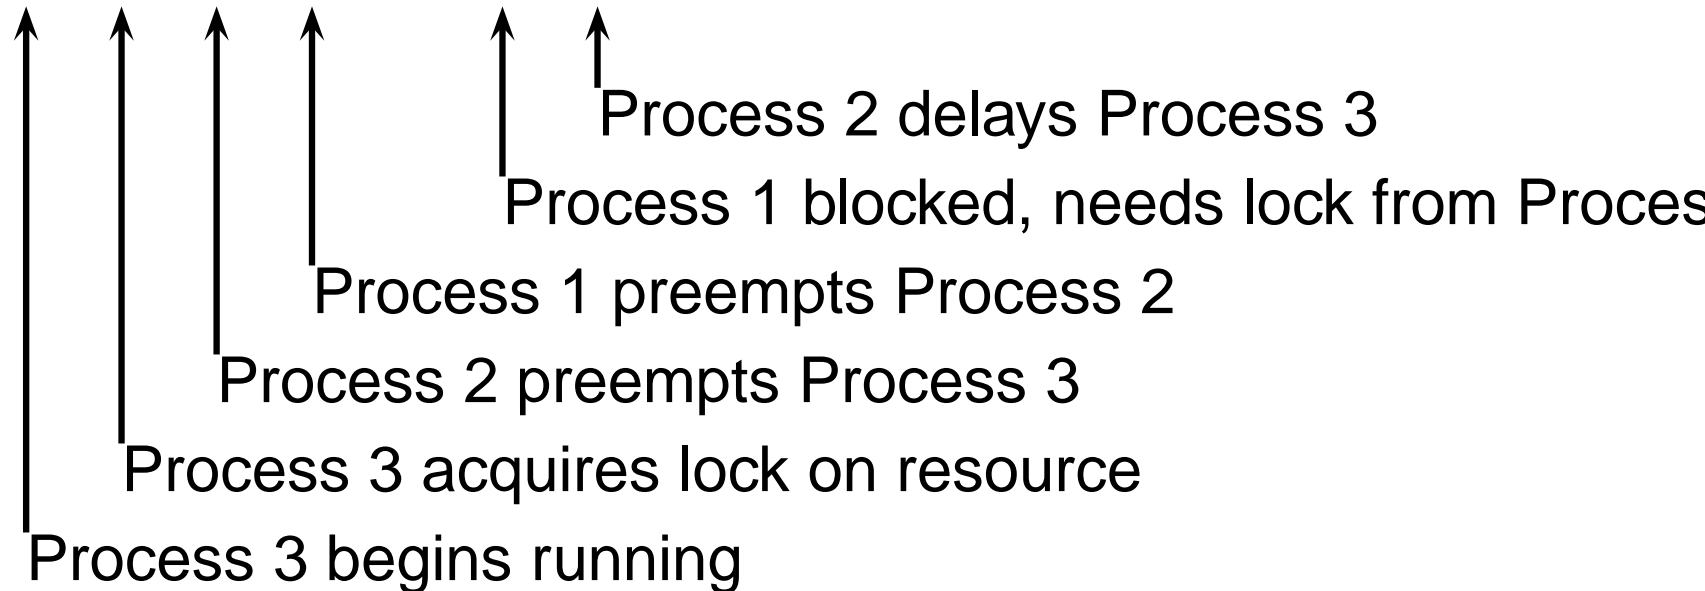 Process 2 delays Process 3
Process 1 blocked, needs lock from
Process 1 preempts Process 2
Process 2 preempts Process 3
Process 3 acquires lock on resource
Process 3 begins running